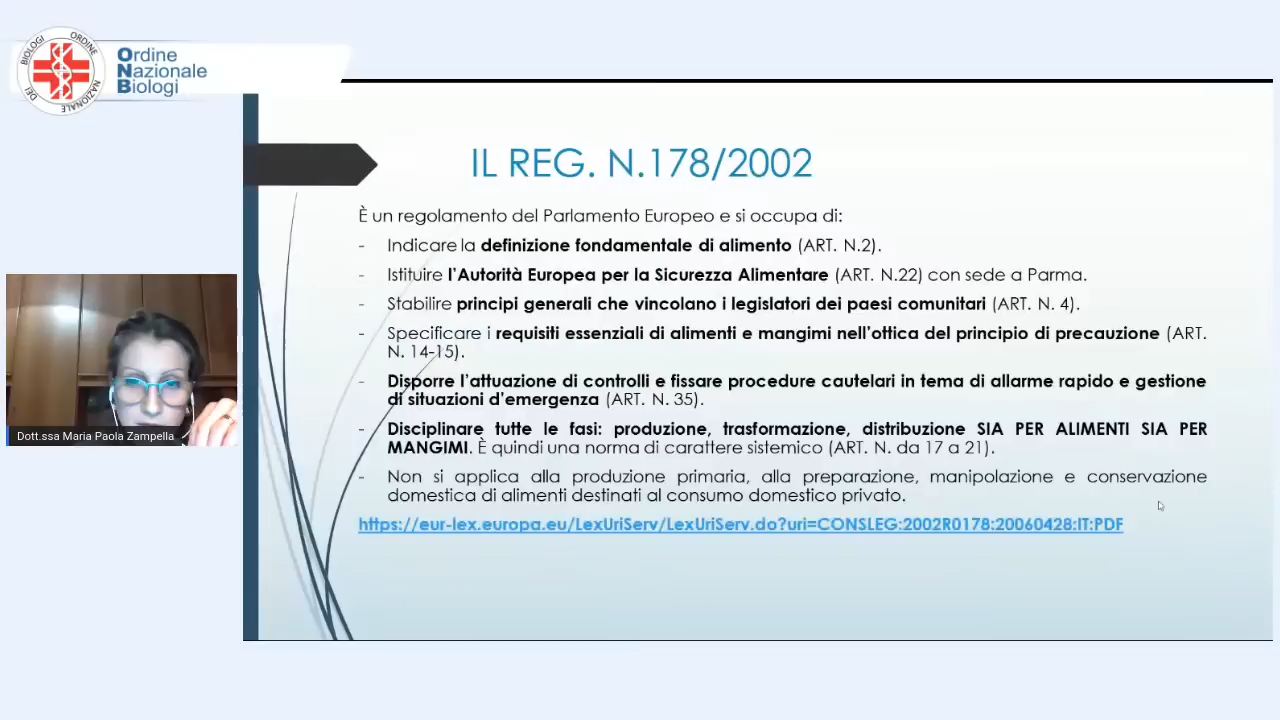 ORDINE
NAZIONALE
DEI
BIOLOGI
Ordine
Nazionale
Biologi
IL REG. N.178/2002
È un regolamento del Parlamento Europeo e si occupa di:
- Indicare la definizione fondamentale di alimento (ART. N.2).
- Istituire l'Autorità Europea per la Sicurezza Alimentare (ART. N.22) con sede a Parma.
- Stabilire principi generali che vincolano i legislatori dei paesi comunitari (ART. N. 4).
- Specificare i requisiti essenziali di alimenti e mangimi nell'ottica del principio di precauzione (ART.
N. 14-15).
- Disporre l'attuazione di controlli e fissare procedure cautelari in tema di allarme rapido e gestione
di situazioni d'emergenza (ART. N. 35).
- Disciplinare tutte le fasi: produzione, trasformazione, distribuzione SIA PER ALIMENTI SIA PER
MANGIMI. È quindi una norma di carattere sistemico (ART. N. da 17 a 21).
- Non si applica alla produzione primaria, alla preparazione, manipolazione e conservazione
domestica di alimenti destinati al consumo domestico privato.
https://eur-lex.europa.eu/LexUriServ/LexUriServ.do?uri=CONSLEG:2002R0178:20060428:IT:PDF
Dott.ssa Maria Paola Zampella